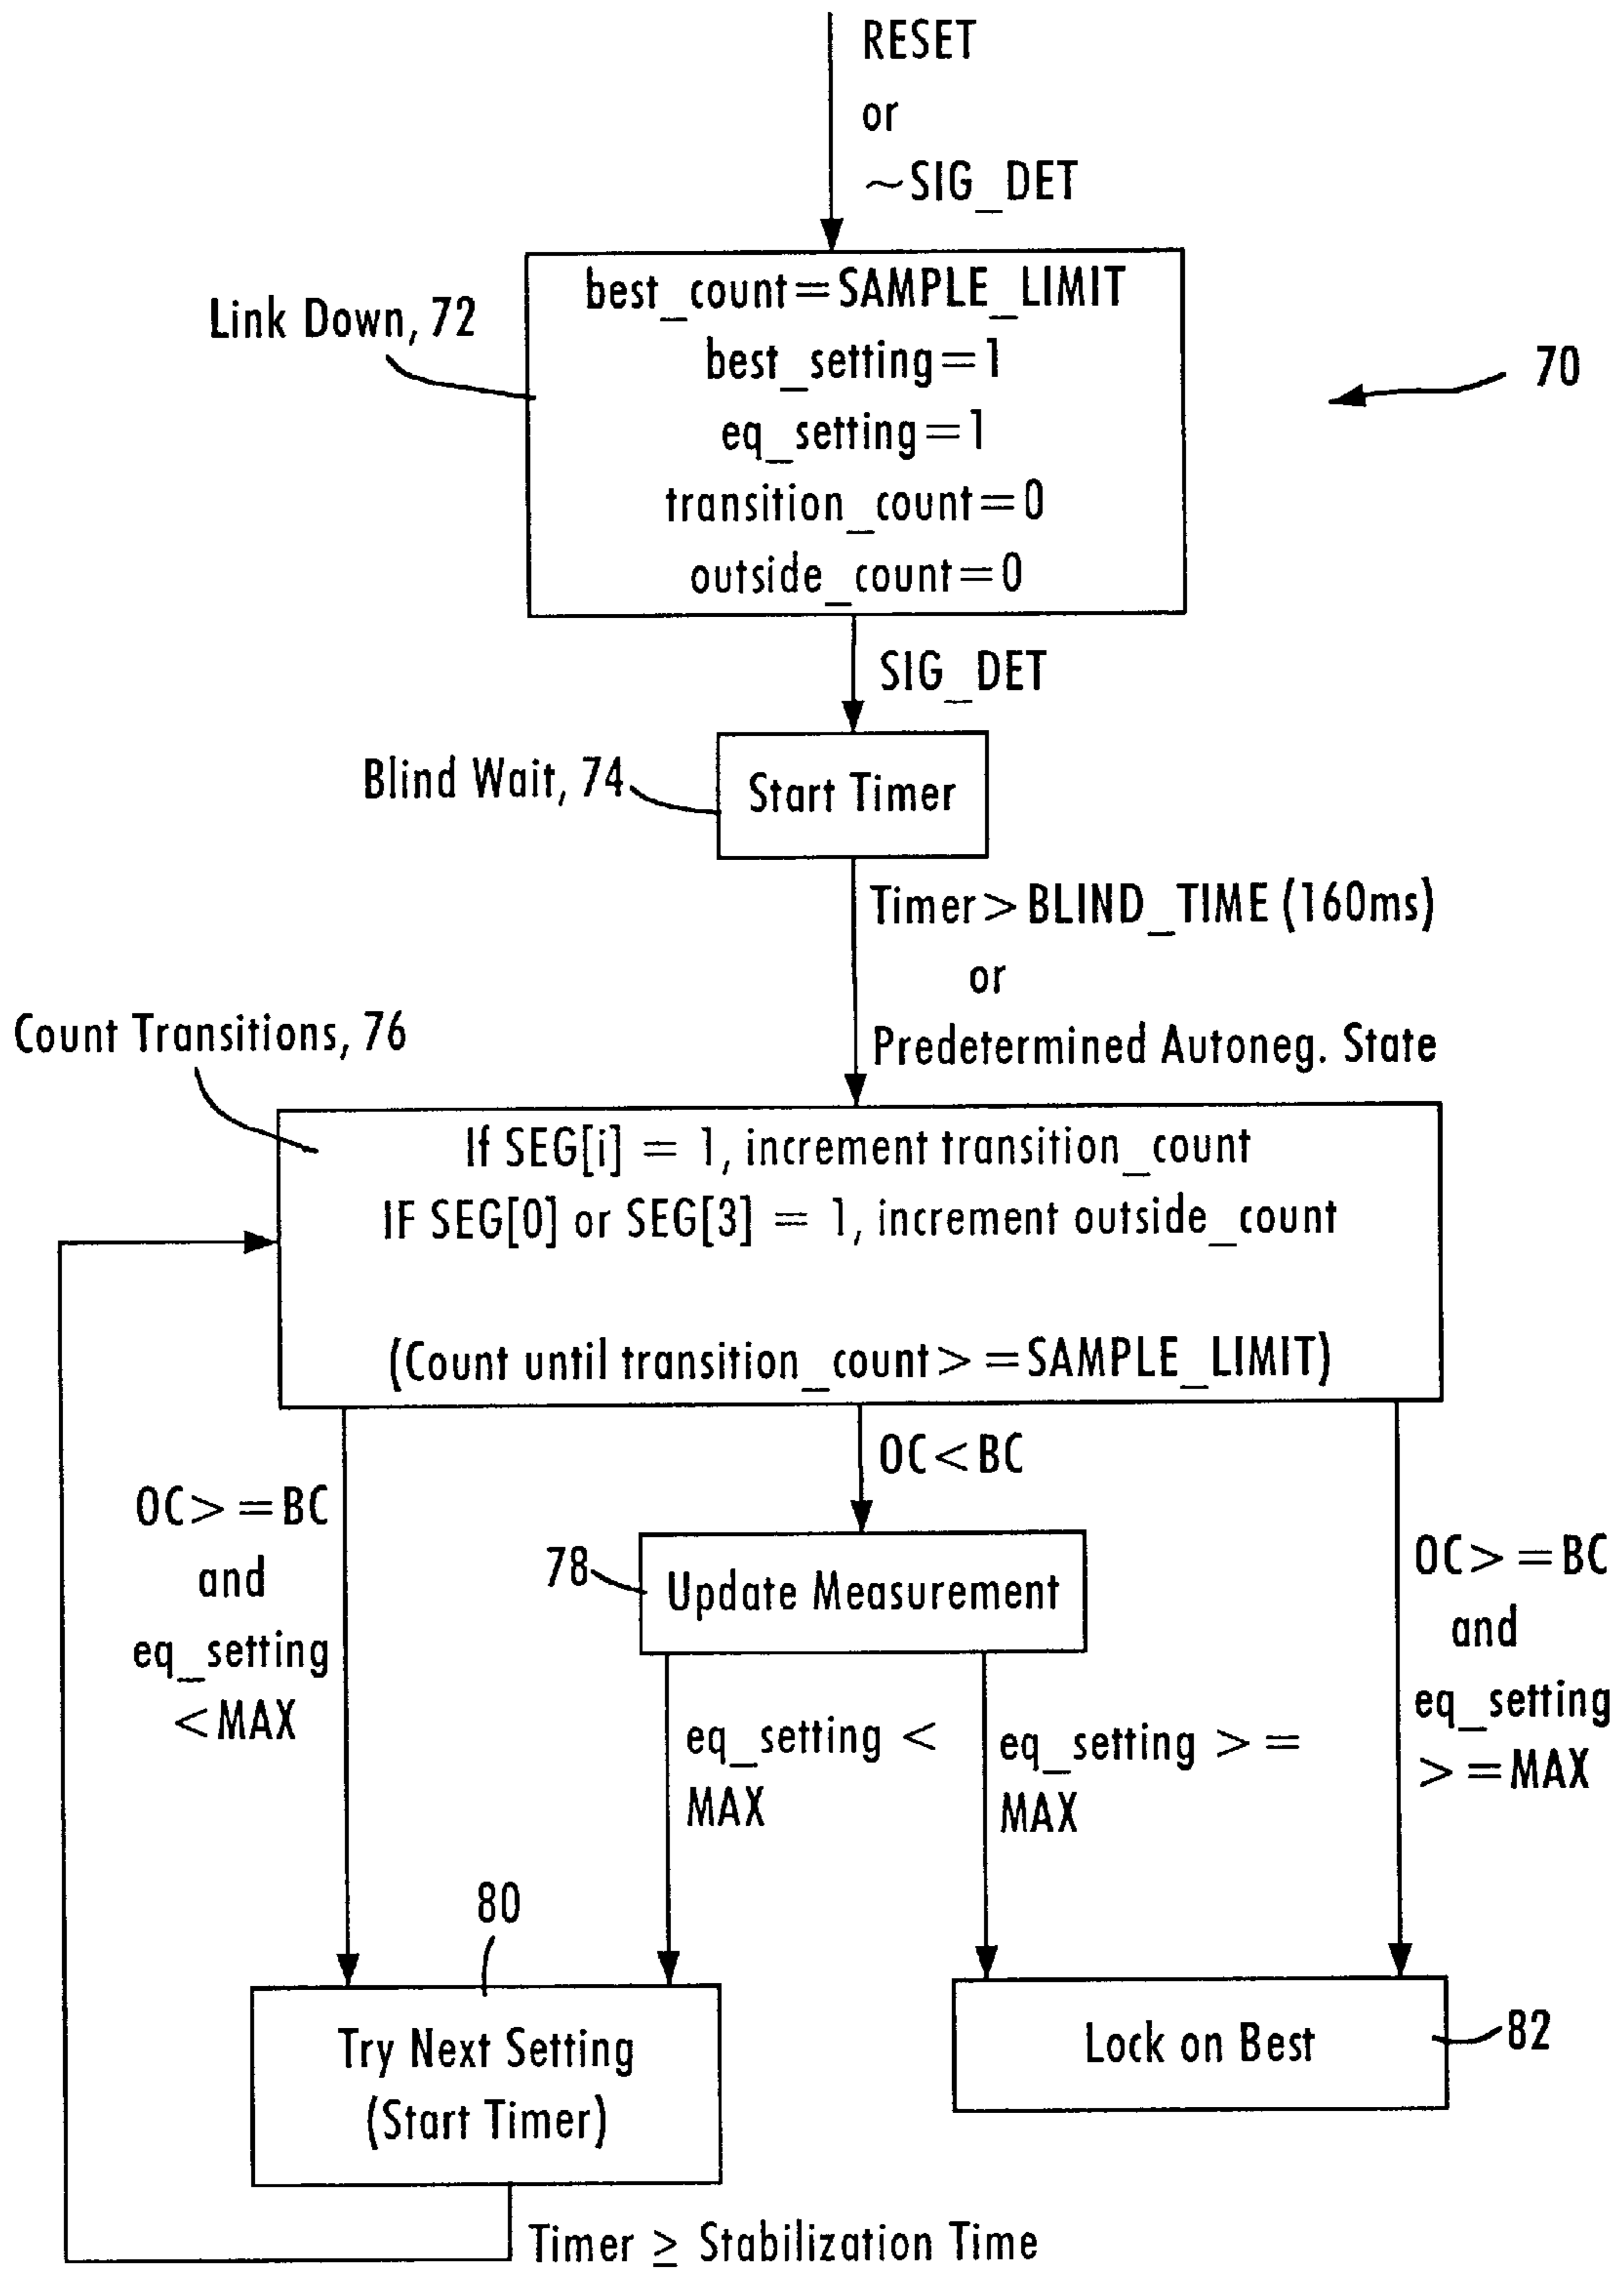 RESET
or
~SIG_DET
best_count=SAMPLE_LIMIT
best_setting=1
eq_setting=1
transition_count=0
outside_count=0
Link Down, 72
70
SIG_DET
Blind Wait, 74
Start Timer
Timer>BLIND_TIME (160ms)
or
Predetermined Autoneg. State
Count Transitions, 76
If SEG[i] = 1, increment transition_count
IF SEG[0] or SEG[3] = 1, increment outside_count
(Count until transition_count>=SAMPLE_LIMIT)
OC>=BC
and
eq_setting
<MAX
OC<BC
78
Update Measurement
OC>=BC
and
eq_setting
>=MAX
eq_setting <
MAX
eq_setting >=
MAX
80
Try Next Setting
(Start Timer)
Lock on Best
82
Timer ≥ Stabilization Time